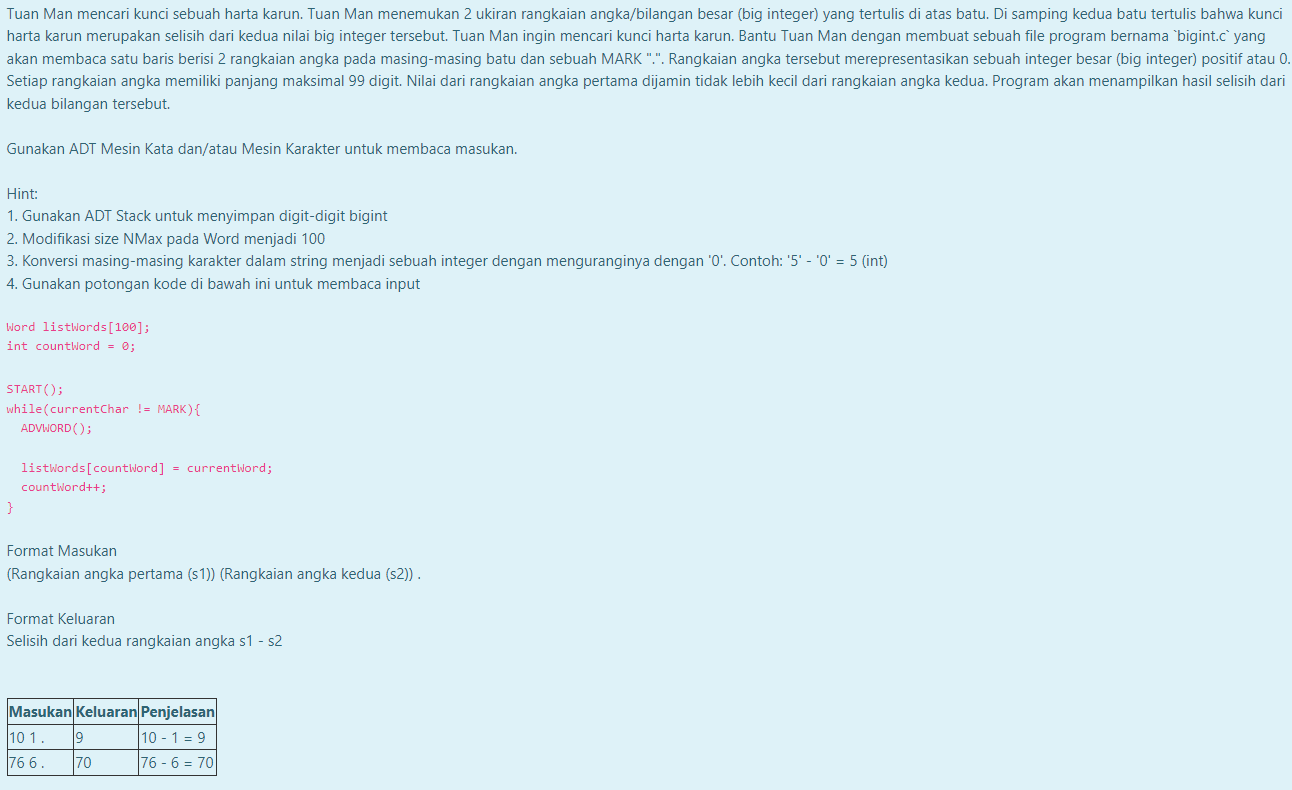 Tuan Man mencari kunci sebuah harta karun. Tuan Man menemukan 2 ukiran rangkaian angka/bilangan besar (big integer) yang tertulis di atas batu. Di samping kedua batu tertulis bahwa kunci
harta karun merupakan selisih dari kedua nilai big integer tersebut. Tuan Man ingin mencari kunci harta karun. Bantu Tuan Man dengan membuat sebuah file program bernama `bigint.c` yang
akan membaca satu baris berisi 2 rangkaian angka pada masing-masing batu dan sebuah MARK ".". Rangkaian angka tersebut merepresentasikan sebuah integer besar (big integer) positif atau 0.
Setiap rangkaian angka memiliki panjang maksimal 99 digit. Nilai dari rangkaian angka pertama dijamin tidak lebih kecil dari rangkaian angka kedua. Program akan menampilkan hasil selisih dari
kedua bilangan tersebut.
Gunakan ADT Mesin Kata dan/atau Mesin Karakter untuk membaca masukan.
Hint:
1. Gunakan ADT Stack untuk menyimpan digit-digit bigint
2. Modifikasi size NMax pada Word menjadi 100
3. Konversi masing-masing karakter dalam string menjadi sebuah integer dengan menguranginya dengan '0'. Contoh: '5' - '0' = 5 (int)
4. Gunakan potongan kode di bawah ini untuk membaca input
Word listWords[100];
int countWord = 0;
START();
while(currentChar != MARK){
ADVWORD();
listWords[countWord] = currentWord;
countWord++;
}
Format Masukan
(Rangkaian angka pertama (s1)) (Rangkaian angka kedua (s2)) .
Format Keluaran
Selisih dari kedua rangkaian angka s1 - s2
Masukan Keluaran Penjelasan
10 1 . 9 10 - 1 = 9
76 6 . 70 76 - 6 = 70